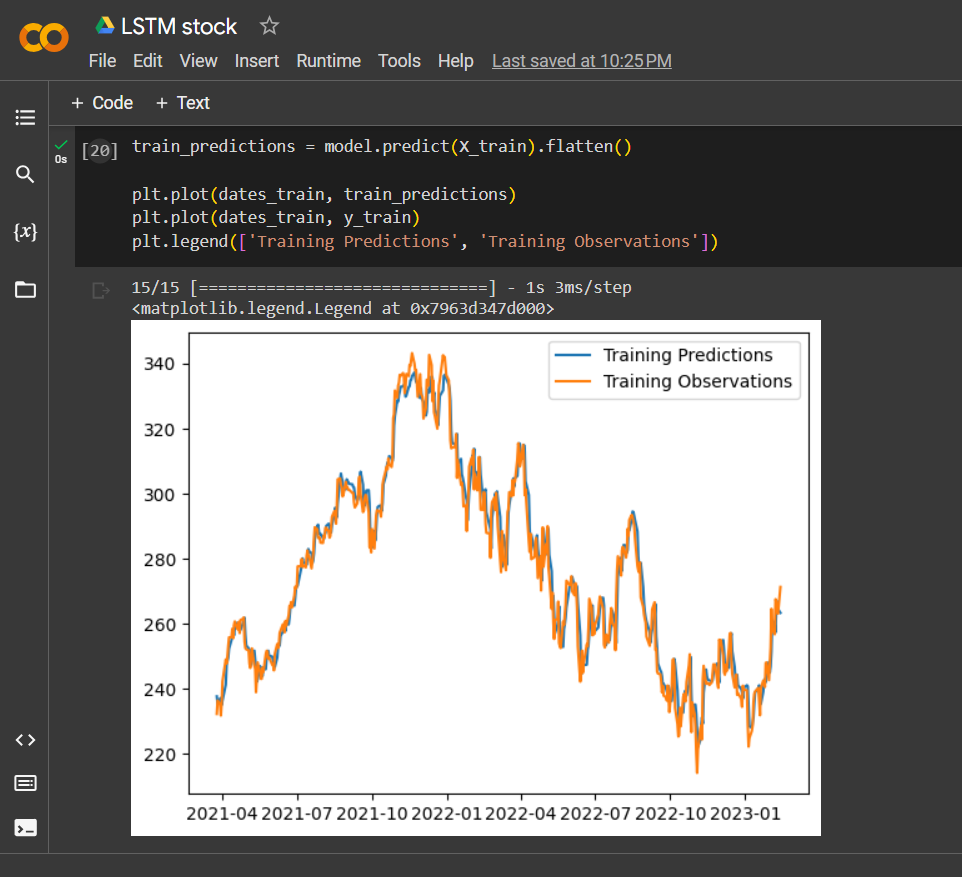 LSTM stock
File Edit View Insert Runtime Tools Help Last saved at 10:25 PM
+ Code + Text
0s
[20]
train_predictions = model.predict(X_train).flatten()
plt.plot(dates_train, train_predictions)
plt.plot(dates_train, y_train)
plt.legend(['Training Predictions', 'Training Observations'])
15/15 [==============================] - 1s 3ms/step
<matplotlib.legend.Legend at 0x7963d347d000>
Training Predictions
Training Observations
340
320
300
280
260
240
220
2021-04 2021-07 2021-10 2022-01 2022-04 2022-07 2022-10 2023-01